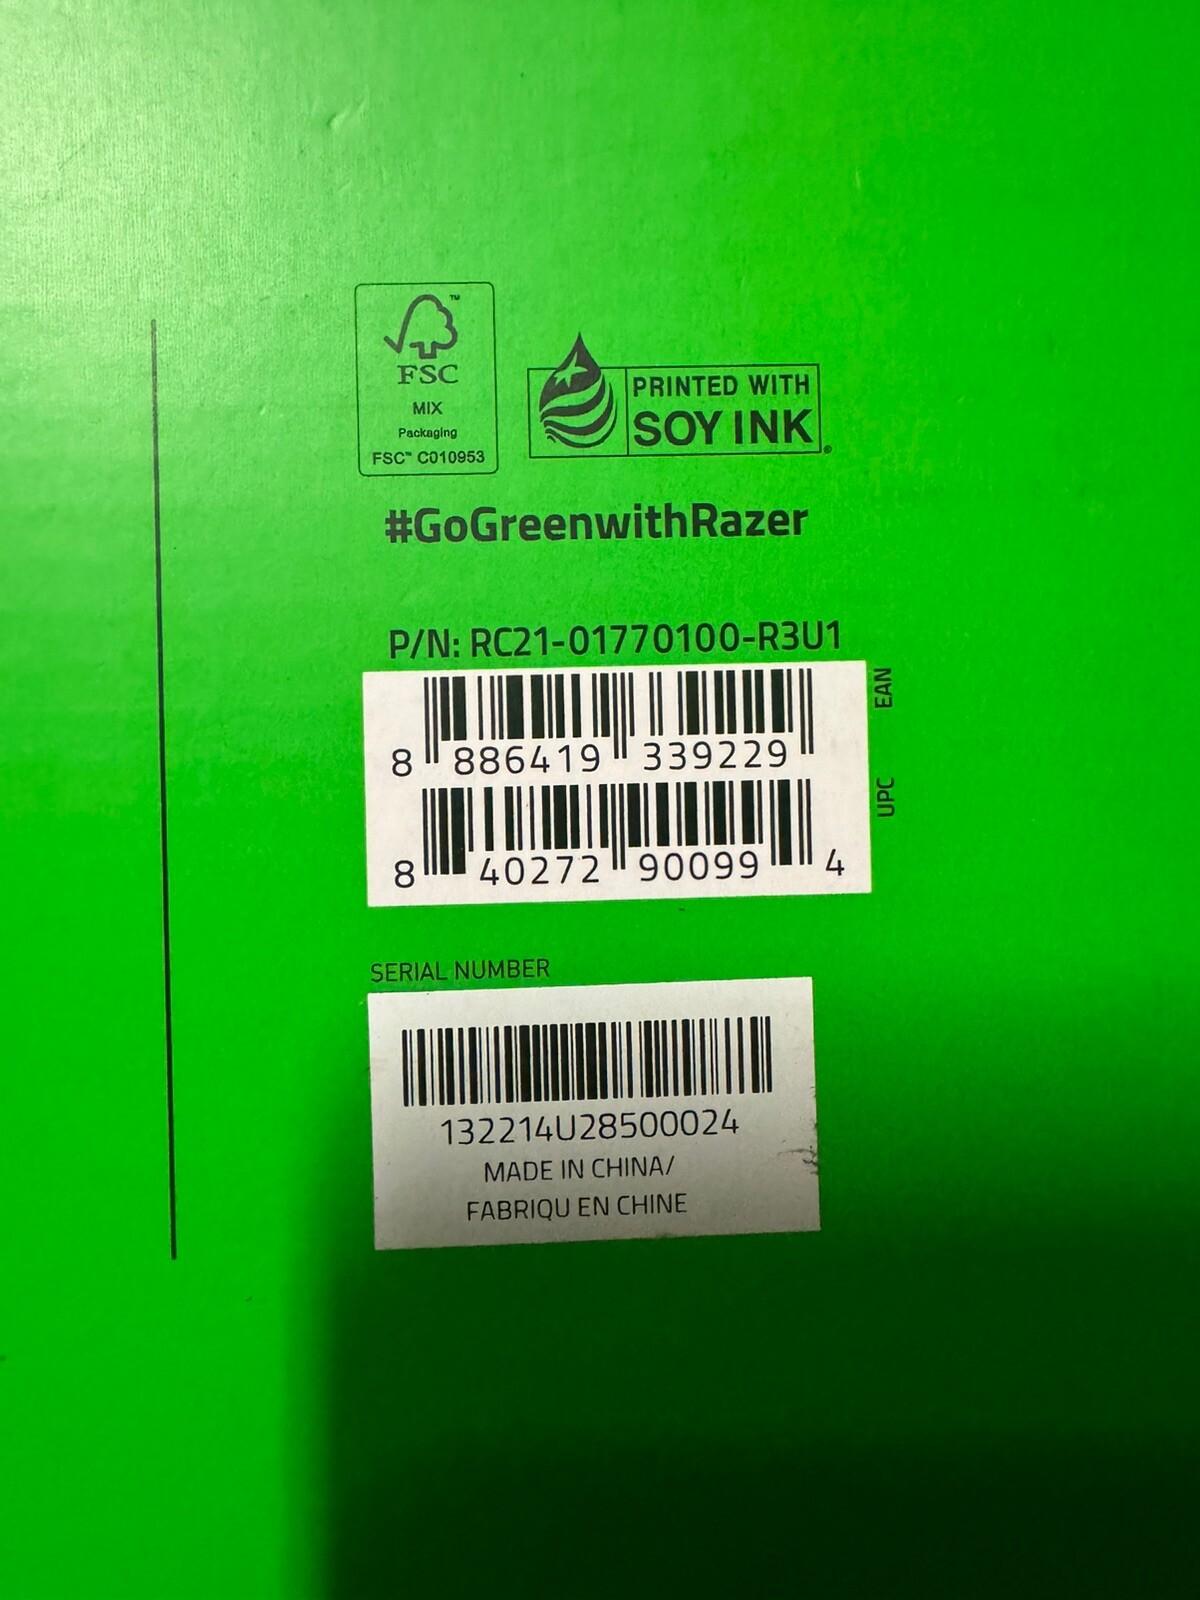 FSC™
MIX
Packaging
FSC™ C010953
PRINTED WITH
SOY INK®
#GoGreenwithRazer
P/N: RC21-01770100-R3U1
8 886419 339229
EAN
8 40272 90099 4
UPC
SERIAL NUMBER
132214U28500024
MADE IN CHINA/
FABRIQU EN CHINE